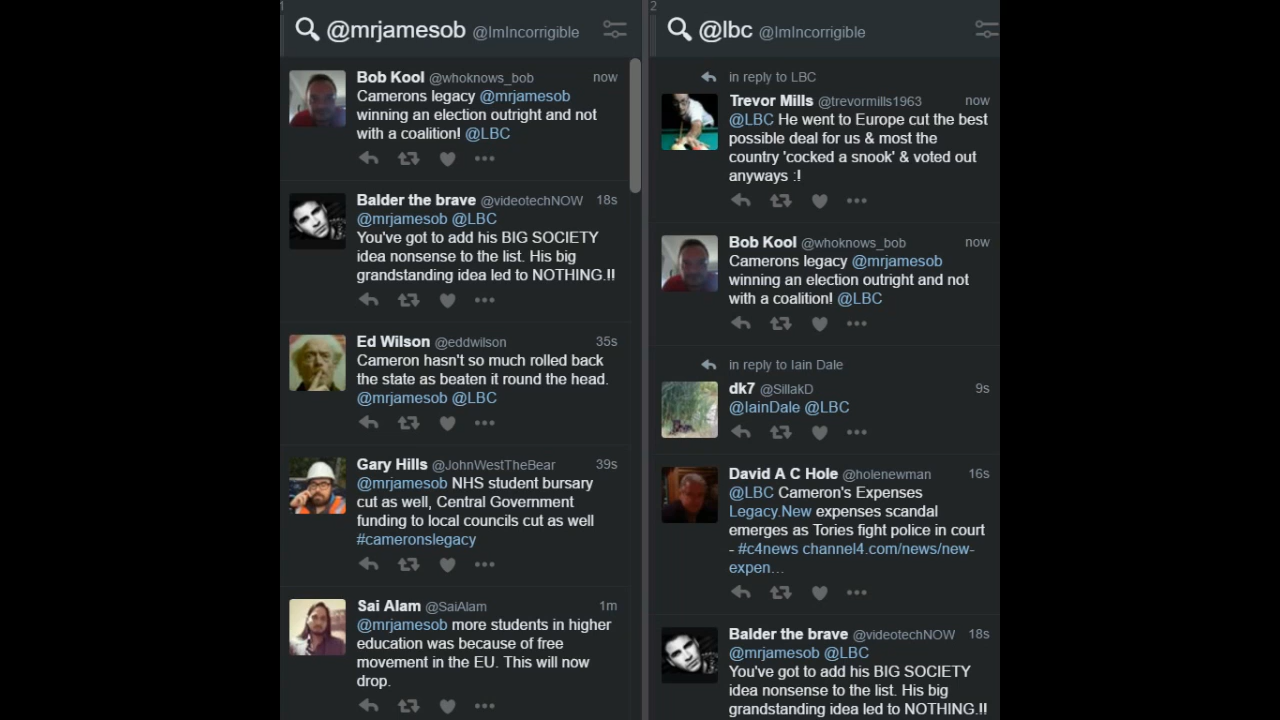 1
@mrjamesob @ImIncorrigible
Bob Kool @whoknows_bob now
Camerons legacy @mrjamesob
winning an election outright and not
with a coalition! @LBC
Balder the brave @videotechNOW 18s
@mrjamesob @LBC
You've got to add his BIG SOCIETY
idea nonsense to the list. His big
grandstanding idea led to NOTHING.!!
Ed Wilson @eddwilson 35s
Cameron hasn't so much rolled back
the state as beaten it round the head.
@mrjamesob @LBC
Gary Hills @JohnWestTheBear 39s
@mrjamesob NHS student bursary
cut as well, Central Government
funding to local councils cut as well
#cameronslegacy
Sai Alam @SaiAlam 1m
@mrjamesob more students in higher
education was because of free
movement in the EU. This will now
drop.
2
@lbc @ImIncorrigible
in reply to LBC
Trevor Mills @trevormills1963 now
@LBC He went to Europe cut the best
possible deal for us & most the
country 'cocked a snook' & voted out
anyways :!
Bob Kool @whoknows_bob now
Camerons legacy @mrjamesob
winning an election outright and not
with a coalition! @LBC
in reply to Iain Dale
dk7 @SillakD 9s
@IainDale @LBC
David A C Hole @holenewman 16s
@LBC Cameron's Expenses
Legacy.New expenses scandal
emerges as Tories fight police in court
- #c4news channel4.com/news/new-
expen…
Balder the brave @videotechNOW 18s
@mrjamesob @LBC
You've got to add his BIG SOCIETY
idea nonsense to the list. His big
grandstanding idea led to NOTHING.!!